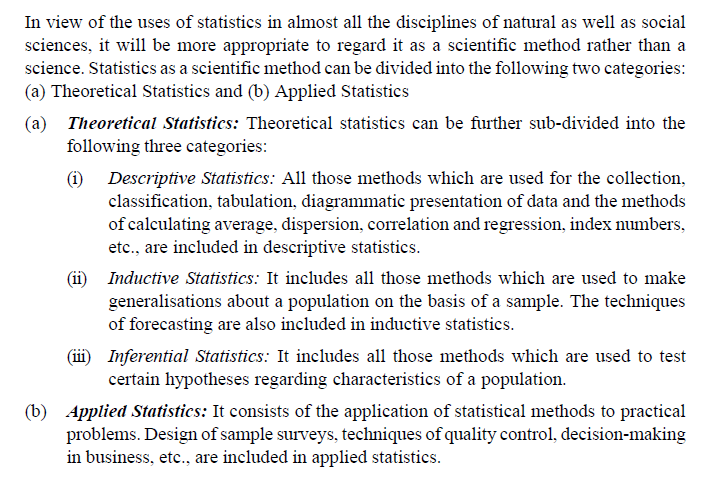 In view of the uses of statistics in almost all the disciplines of natural as well as social
sciences, it will be more appropriate to regard it as a scientific method rather than a
science. Statistics as a scientific method can be divided into the following two categories:
(a) Theoretical Statistics and (b) Applied Statistics
(a) Theoretical Statistics: Theoretical statistics can be further sub-divided into the
following three categories:
(i) Descriptive Statistics: All those methods which are used for the collection,
classification, tabulation, diagrammatic presentation of data and the methods
of calculating average, dispersion, correlation and regression, index numbers,
etc., are included in descriptive statistics.
(ii) Inductive Statistics: It includes all those methods which are used to make
generalisations about a population on the basis of a sample. The techniques
of forecasting are also included in inductive statistics.
(iii) Inferential Statistics: It includes all those methods which are used to test
certain hypotheses regarding characteristics of a population.
(b) Applied Statistics: It consists of the application of statistical methods to practical
problems. Design of sample surveys, techniques of quality control, decision-making
in business, etc., are included in applied statistics.